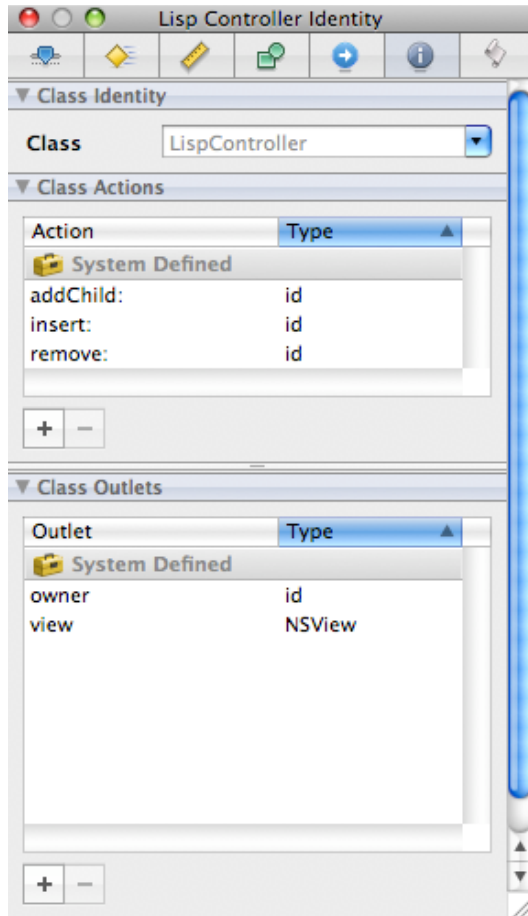 Lisp Controller Identity
Class Identity
Class LispController
Class Actions
Action Type
System Defined
addChild: id
insert: id
remove: id
Class Outlets
Outlet Type
System Defined
owner id
view NSView